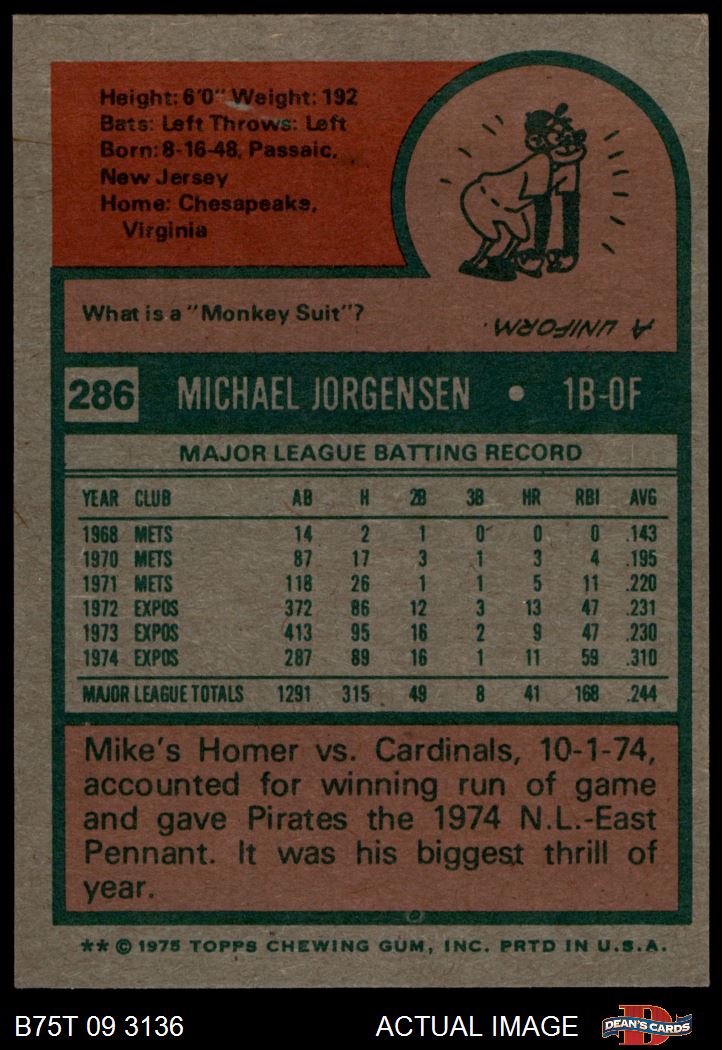 Height: 6'0" Weight: 192
Bats: Left Throws: Left
Born: 8-16-48, Passaic,
New Jersey
Home: Chesapeake,
Virginia
What is a "Monkey Suit"?
A UNIFORM.
286 MICHAEL JORGENSEN • 1B-OF
MAJOR LEAGUE BATTING RECORD
YEAR CLUB AB H 2B 3B HR RBI AVG
1968 METS 14 2 1 0 0 0 .143
1970 METS 87 17 3 1 3 4 .195
1971 METS 118 26 1 1 5 11 .220
1972 EXPOS 372 86 12 3 13 47 .231
1973 EXPOS 413 95 16 2 9 47 .230
1974 EXPOS 287 89 16 1 11 59 .310
MAJOR LEAGUE TOTALS 1291 315 49 8 41 168 .244
Mike's Homer vs. Cardinals, 10-1-74,
accounted for winning run of game
and gave Pirates the 1974 N.L.-East
Pennant. It was his biggest thrill of
year.
** © 1975 TOPPS CHEWING GUM, INC. PRTD IN U.S.A.
B75T 09 3136 ACTUAL IMAGE
D
DEAN'S CARDS